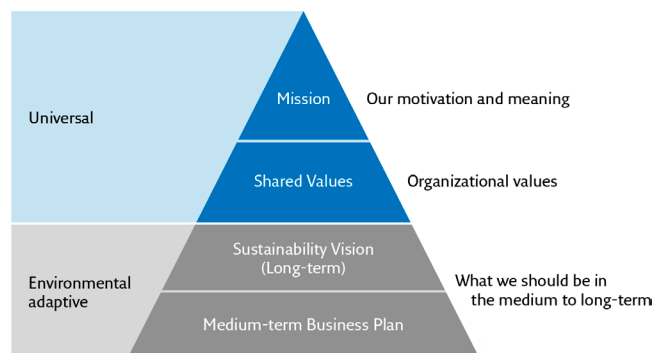 Mission
Our motivation and meaning
Universal
Shared Values
Organizational values
Sustainability Vision
(Long-term)
Environmental
adaptive
What we should be in
the medium to long-term
Medium-term Business Plan